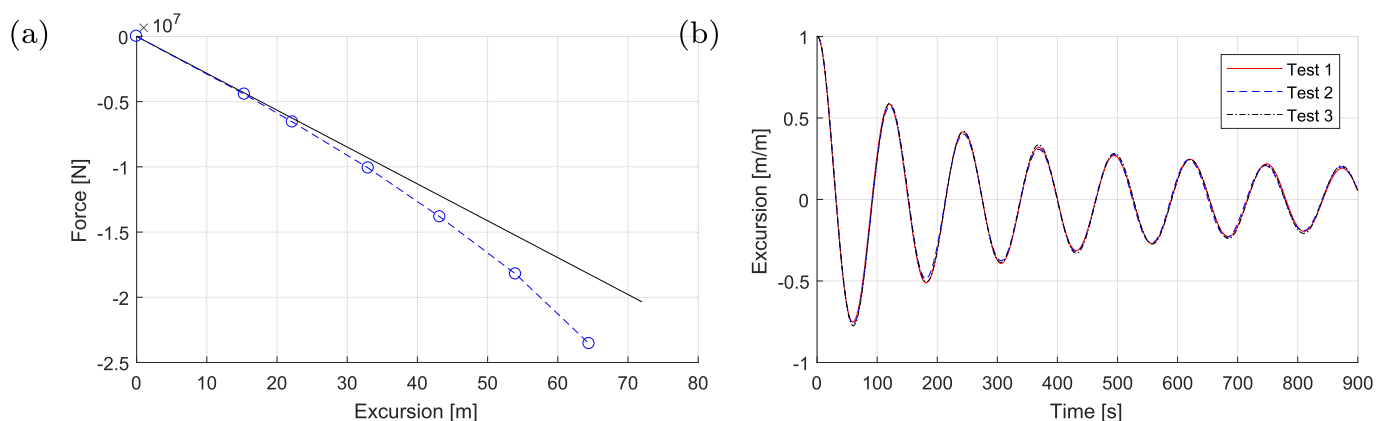 (a)
× 10^7
0
-0.5
-1
-1.5
-2
-2.5
Force [N]
0 10 20 30 40 50 60 70 80
Excursion [m]
(b)
1
0.5
0
-0.5
-1
Excursion [m/m]
Test 1
Test 2
Test 3
0 100 200 300 400 500 600 700 800 900
Time [s]